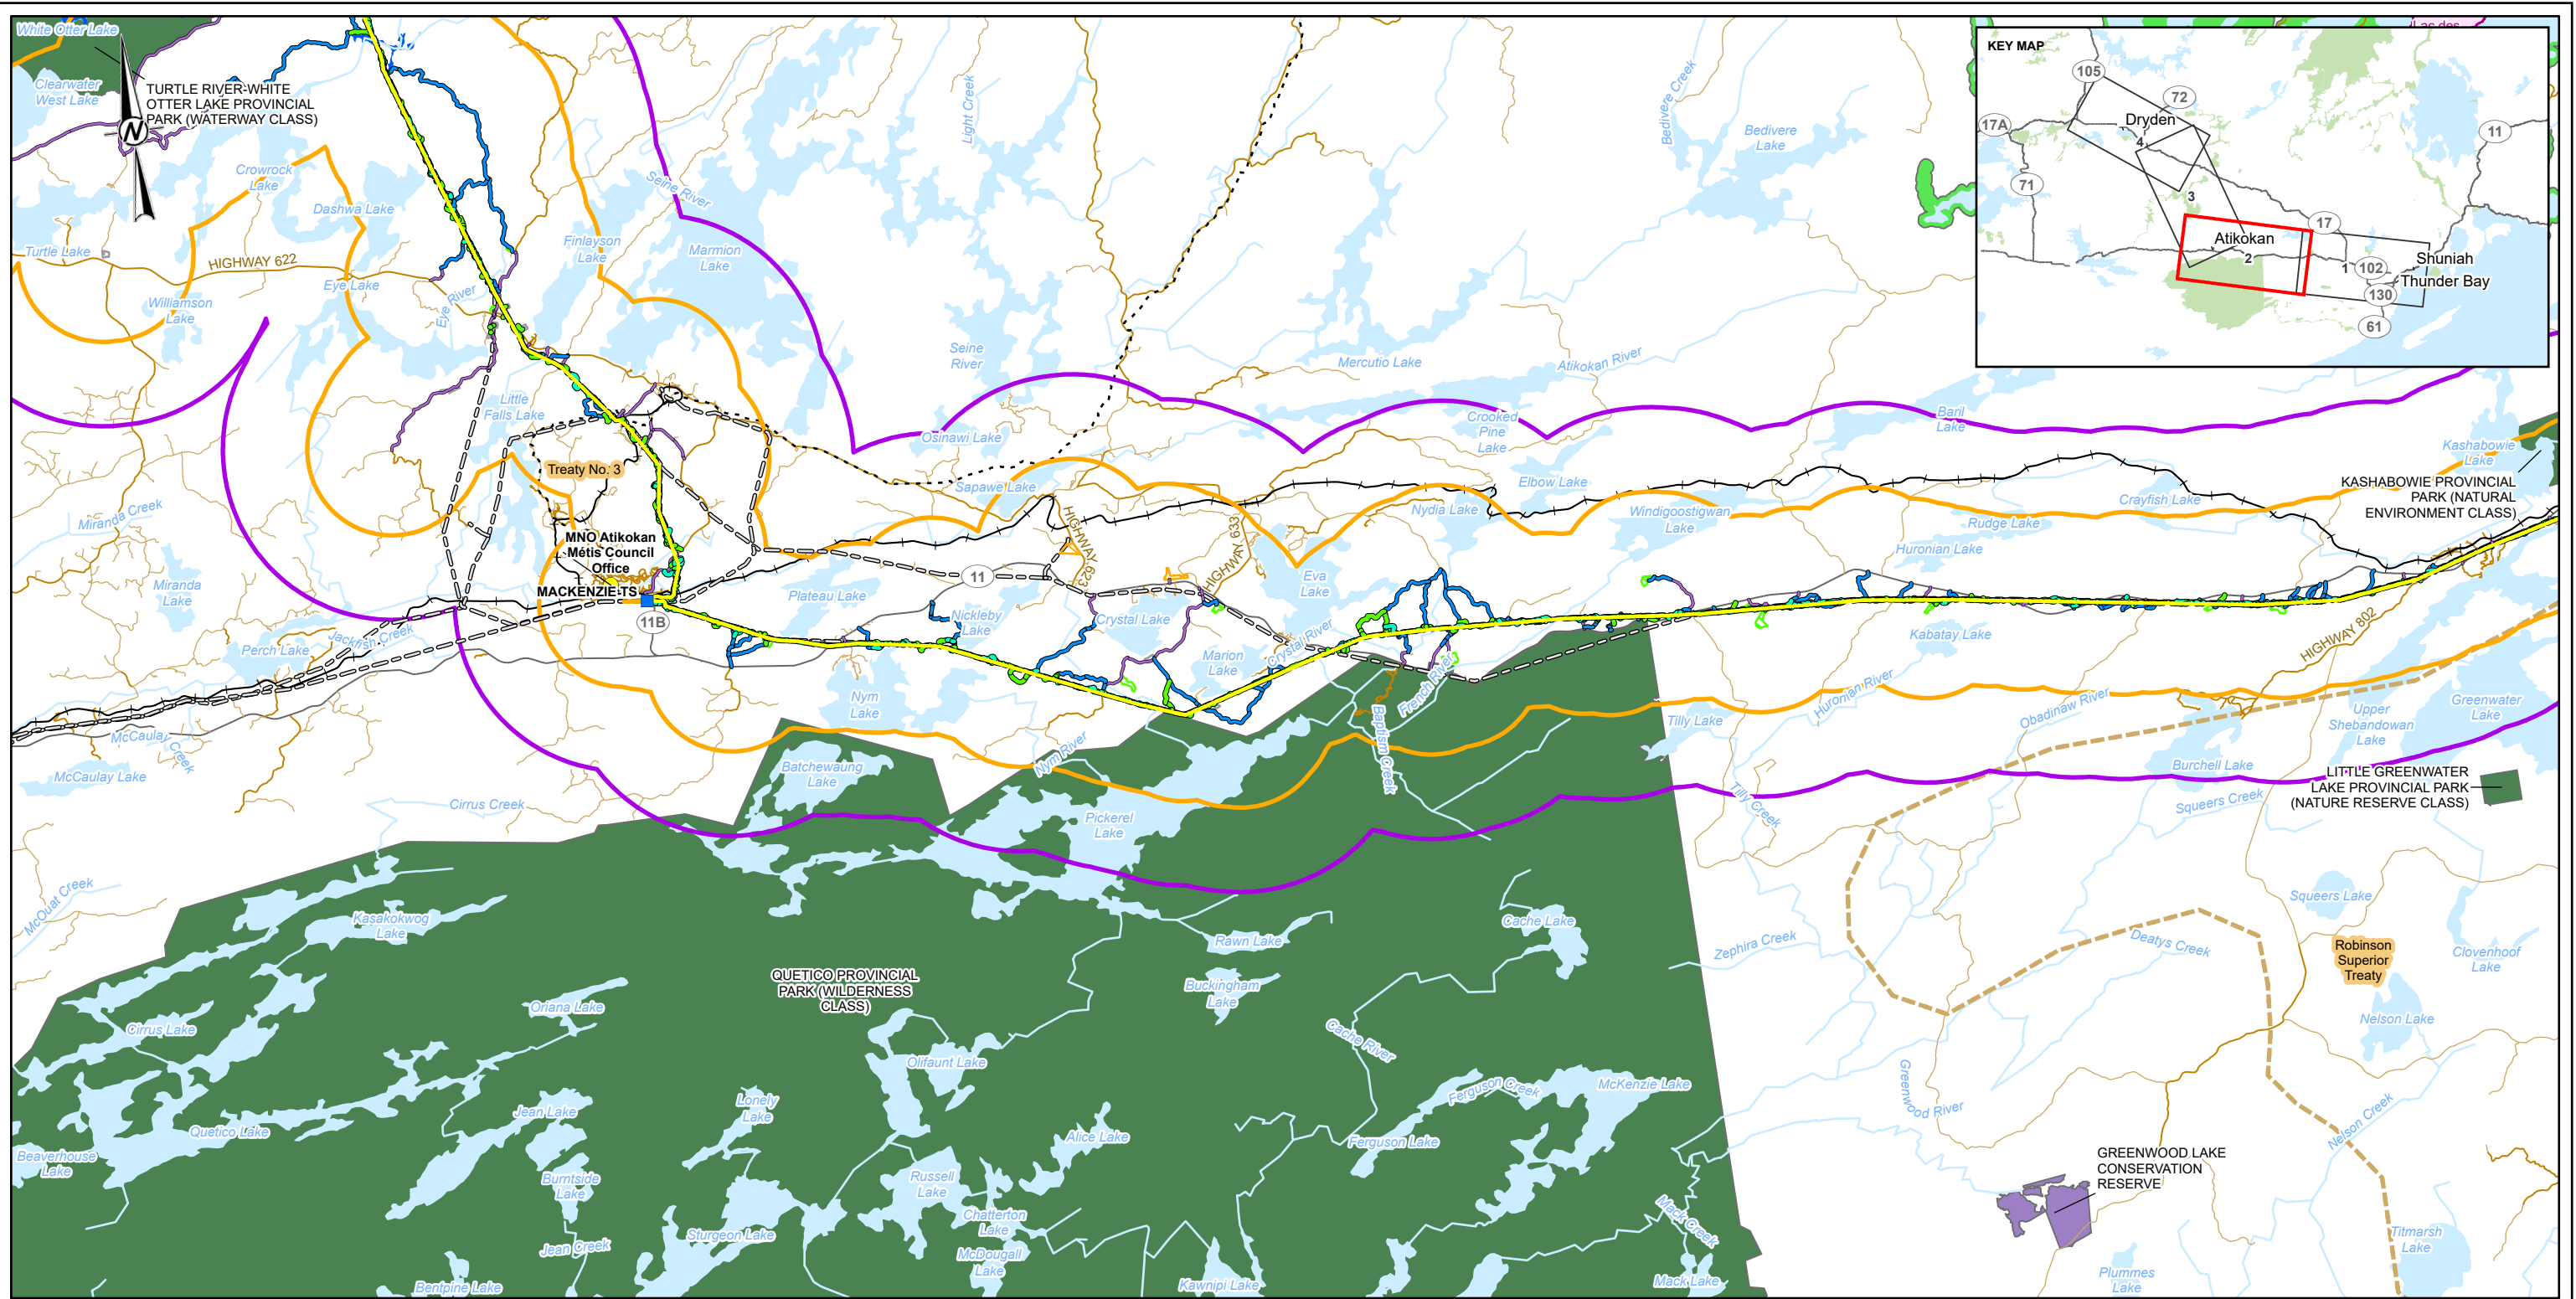 White Otter Lake
Clearwater
West Lake
TURTLE RIVER-WHITE
OTTER LAKE PROVINCIAL
PARK (WATERWAY CLASS)
N
Crowrock
Lake
Dashwa Lake
Turtle Lake
HIGHWAY 622
Eye Lake
Eye River
Williamson
Lake
Finlayson
Lake
Seine River
Marmion
Lake
Light Creek
Seine
River
Bedivere Creek
Bedivere
Lake
Mercutio Lake
Atikokan River
Lac des
KEY MAP
105
72
17A
Dryden
4
11
71
3
17
Atikokan
2
1
102
Shuniah
Thunder Bay
130
61
Little
Falls Lake
Treaty No. 3
Osinawi Lake
Sapawe Lake
Crooked
Pine
Lake
Elbow Lake
Nydia Lake
Windigoostigwan
Lake
Baril
Lake
Crayfish Lake
Rudge Lake
Huronian Lake
Kashabowie
Lake
KASHABOWIE PROVINCIAL
PARK (NATURAL
ENVIRONMENT CLASS)
Miranda Creek
Miranda
Lake
MNO Atikokan
Métis Council
Office
MACKENZIE TS
11B
11
HIGHWAY 623
HIGHWAY 633
Eva
Lake
Plateau Lake
Nickleby
Lake
Crystal Lake
Crystal River
Marion
Lake
Kabatay Lake
HIGHWAY 802
Jackfish Creek
Perch Lake
Nym
Lake
Nym River
French River
Baptism Creek
Tilly Lake
Huronian River
Obadinaw River
Upper
Shebandowan
Lake
Greenwater
Lake
McCaulay Creek
McCaulay Lake
Cirrus Creek
Batchewaung
Lake
Pickerel
Lake
Tilly Creek
Burchell Lake
Squeers Creek
LITTLE GREENWATER
LAKE PROVINCIAL PARK
(NATURE RESERVE CLASS)
McOuat Creek
Kasakokwog
Lake
Rawn Lake
Cache Lake
Zephira Creek
Deatys Creek
Squeers Lake
Robinson
Superior
Treaty
Clovenhoof
Lake
QUETICO PROVINCIAL
PARK (WILDERNESS
CLASS)
Buckingham
Lake
Oriana Lake
Cirrus Lake
Cache River
Nelson Lake
Olifaunt Lake
Ferguson Creek
McKenzie Lake
Greenwood River
Jean Lake
Lonely
Lake
Quetico Lake
Alice Lake
Ferguson Lake
Nelson Creek
Beaverhouse
Lake
Burntside
Lake
Russell
Lake
GREENWOOD LAKE
CONSERVATION
RESERVE
Chatterton
Lake
Mack Creek
Sturgeon Lake
Jean Creek
McDougall
Lake
Titmarsh
Lake
Bentpine Lake
Kawnipi Lake
Mack Lake
Plummes
Lake